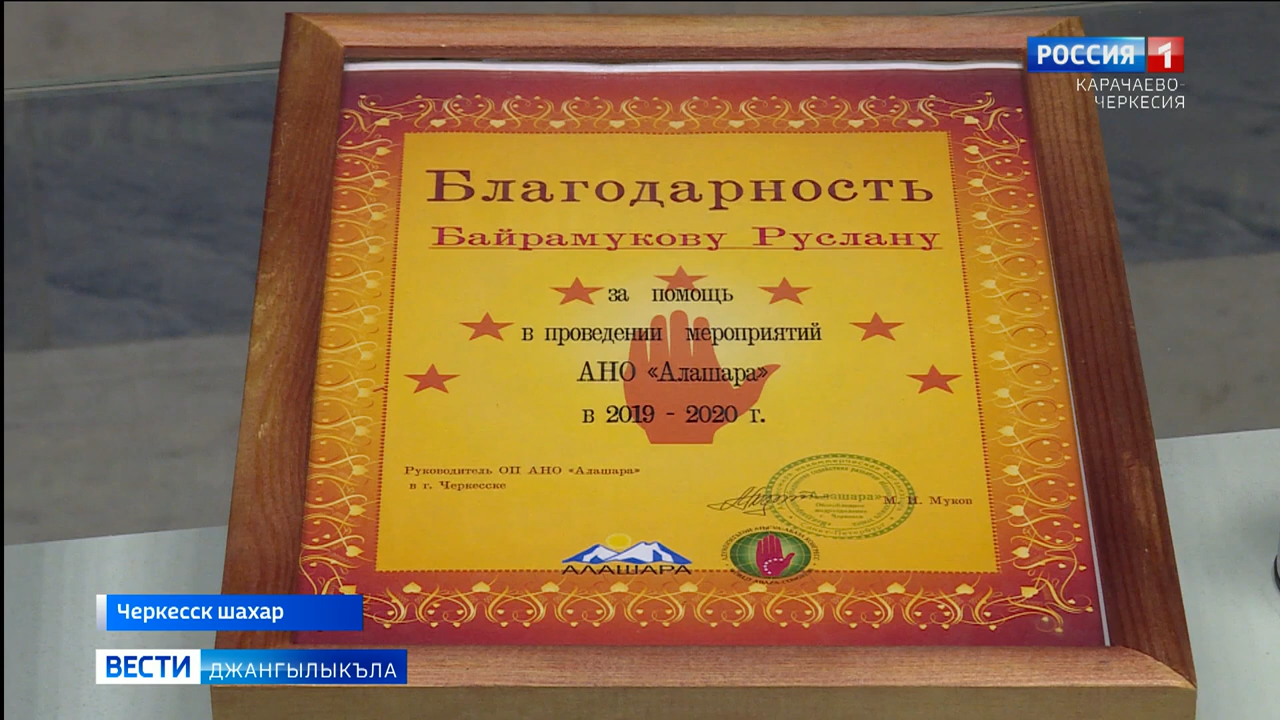 РОССИЯ 1
КАРАЧАЕВО-
ЧЕРКЕСИЯ
Благодарность
Байрамукову Руслану
за помощь
в проведении мероприятий
АНО «Алашара»
в 2019 - 2020 г.
Руководитель ОП АНО «Алашара»
в г. Черкесске
Алашара»
М. И. Муков
АЛАШАРА
Черкесск шахар
ВЕСТИ ДЖАНГЫЛЫКЪЛА